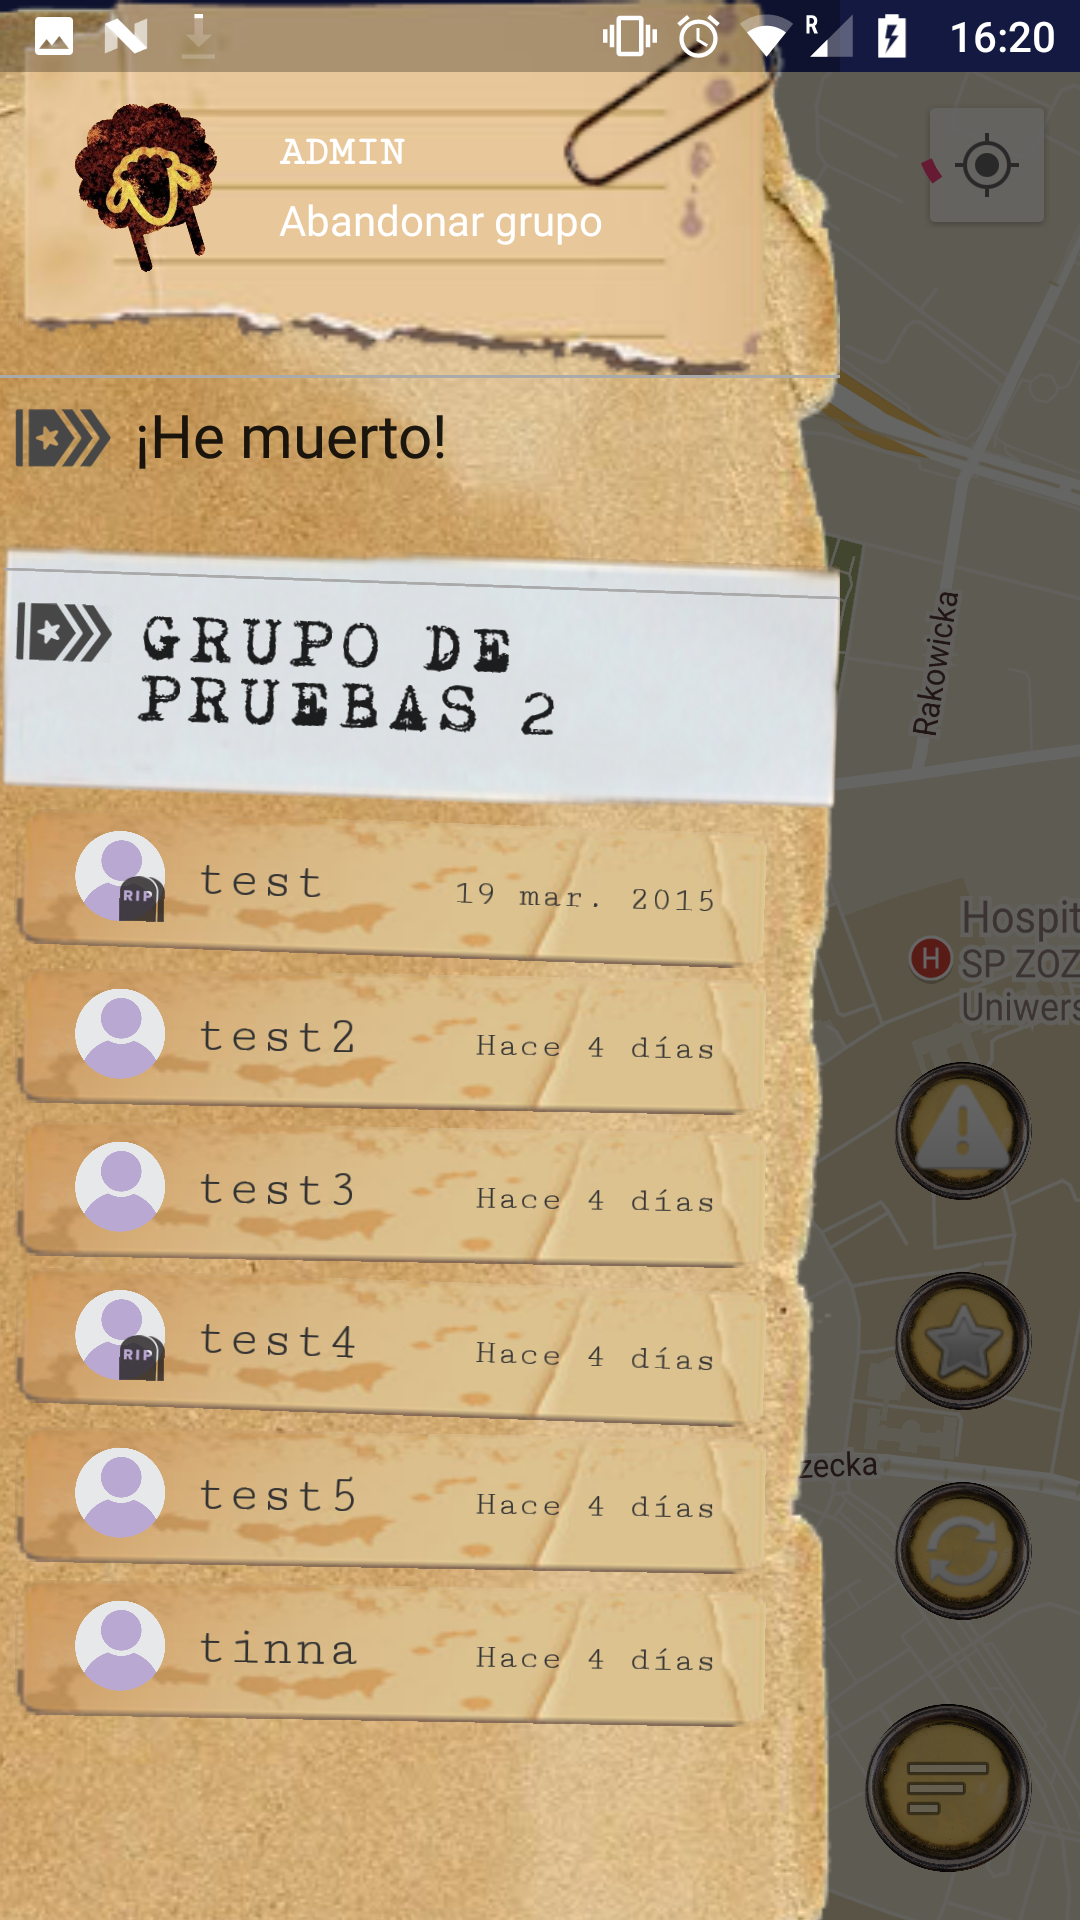 R 16:20
ADMIN
Abandonar grupo
¡He muerto!
GRUPO DE
PRUEBAS 2
RIP test 19 mar. 2015
test2 Hace 4 días
test3 Hace 4 días
RIP test4 Hace 4 días
test5 Hace 4 días
tinna Hace 4 días
Rakowicka
H Hospit
SP ZOZ
Uniwers
zecka